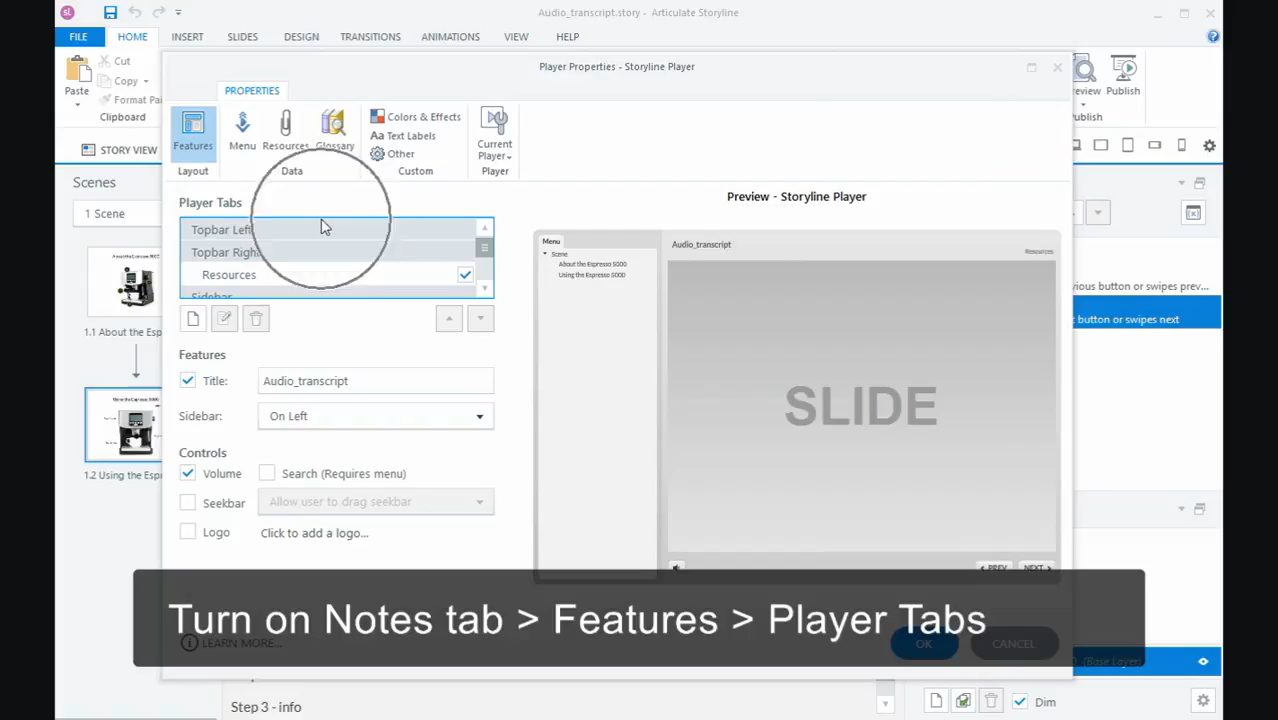 Audio_transcript.story - Articulate Storyline
FILE HOME INSERT SLIDES DESIGN TRANSITIONS ANIMATIONS VIEW HELP
Player Properties - Storyline Player
Paste
Cut
Copy
Clipboard
STORY VIEW
PROPERTIES
Features
Menu Resources Glossary
Colors & Effects
Text Labels
Other
Current
Player
Layout Data Custom Player
Publish
Scenes
1 Scene
1.1 About the Esp
1.2 Using the Esp
Player Tabs
Topbar Left
Topbar Right
Resources
Sidebar
Features
Title: Audio_transcript
Sidebar: On Left
Controls
Volume Search (Requires menu)
Seekbar Allow user to drag seekbar
Logo Click to add a logo...
Preview - Storyline Player
Menu
Scene
About the Espresso 5000
Using the Espresso 5000
Audio_transcript
Resources
SLIDE
PREV NEXT
button or swipes next
Turn on Notes tab > Features > Player Tabs
LEARN MORE...
OK CANCEL
(Base Layer)
Step 3 - info
Dim